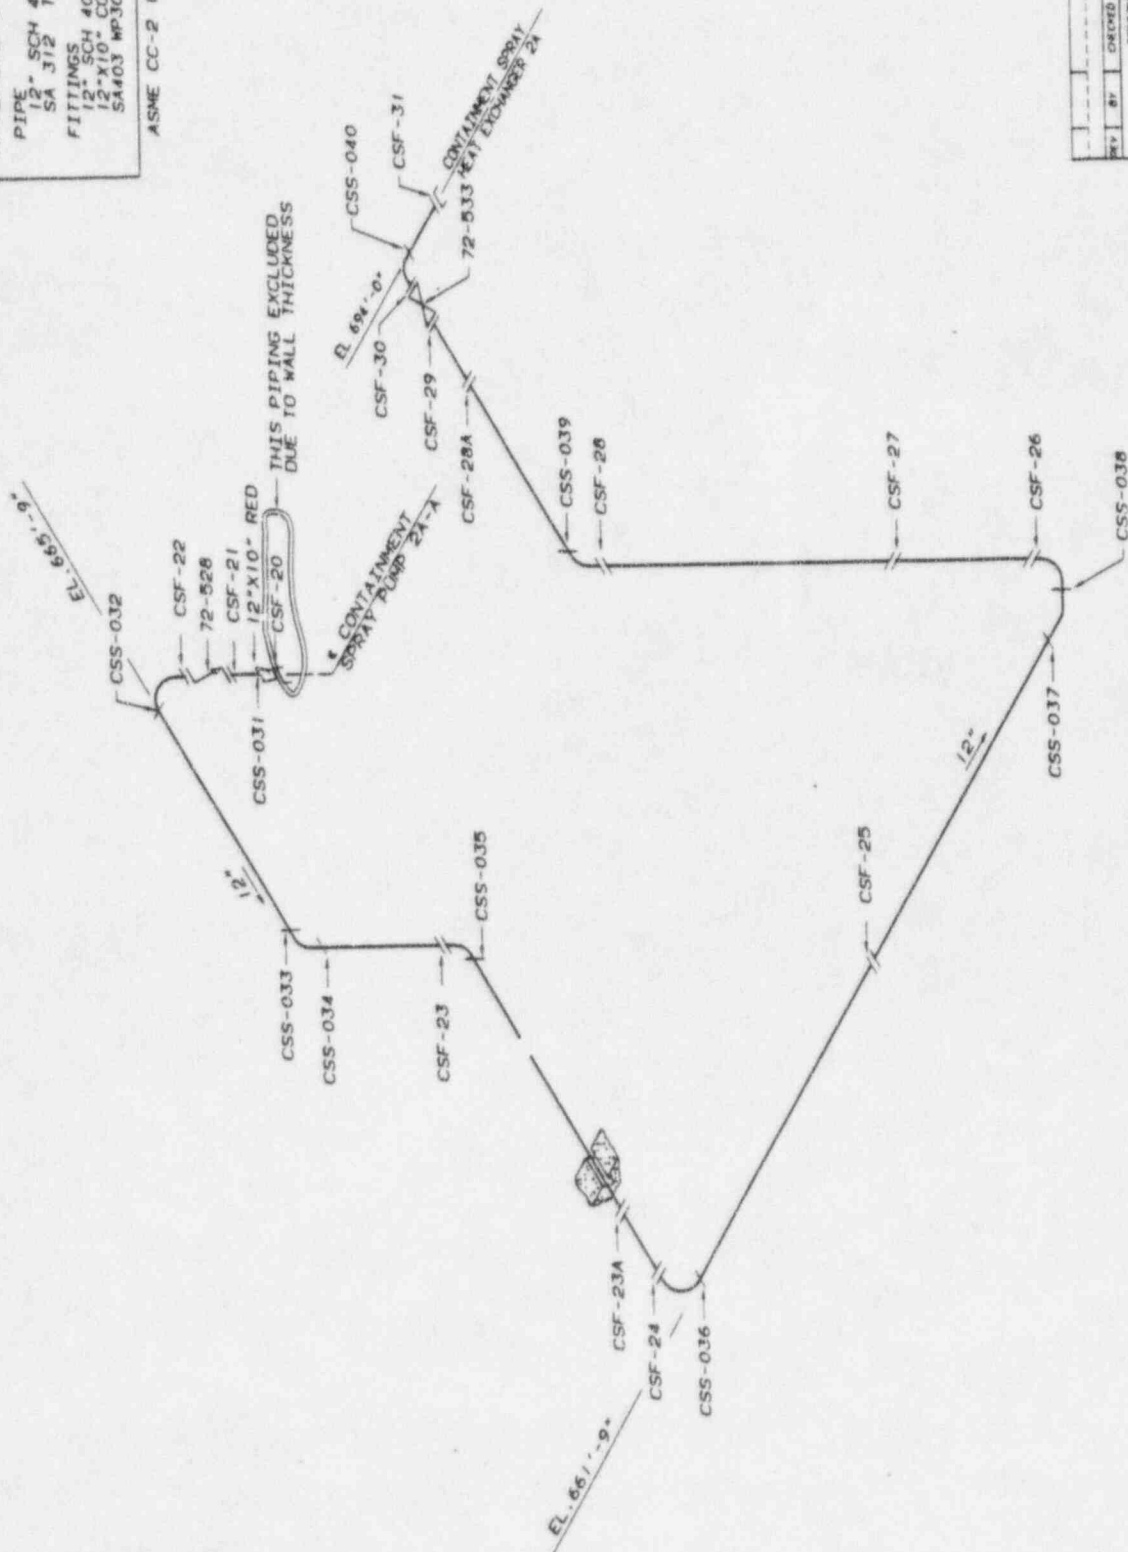 PIPE
12" SCH
SA 312
FITTINGS
12" SCH 40
12"X10"
SA403
ASME CC-2
REV BY CHECKED
CSS-040
CSF-31
CONTAINMENT SPRAY
HEAT EXCHANGER 2A
72-533
EL 694'-0"
CSF-30
CSF-29
CSF-28A
THIS PIPING EXCLUDED
DUE TO WALL THICKNESS
EL. 665'-9"
CSS-032
CSF-22
72-528
CSF-21
12"X10" RED
CSF-20
CSS-031
CONTAINMENT
SPRAY PUMP 2A-A
12"
CSS-033
CSS-034
CSF-23
CSS-035
CSS-039
CSF-28
CSF-27
CSF-26
CSS-038
CSS-037
12"
CSF-25
CSF-23A
CSF-24
CSS-036
EL. 661'-9"